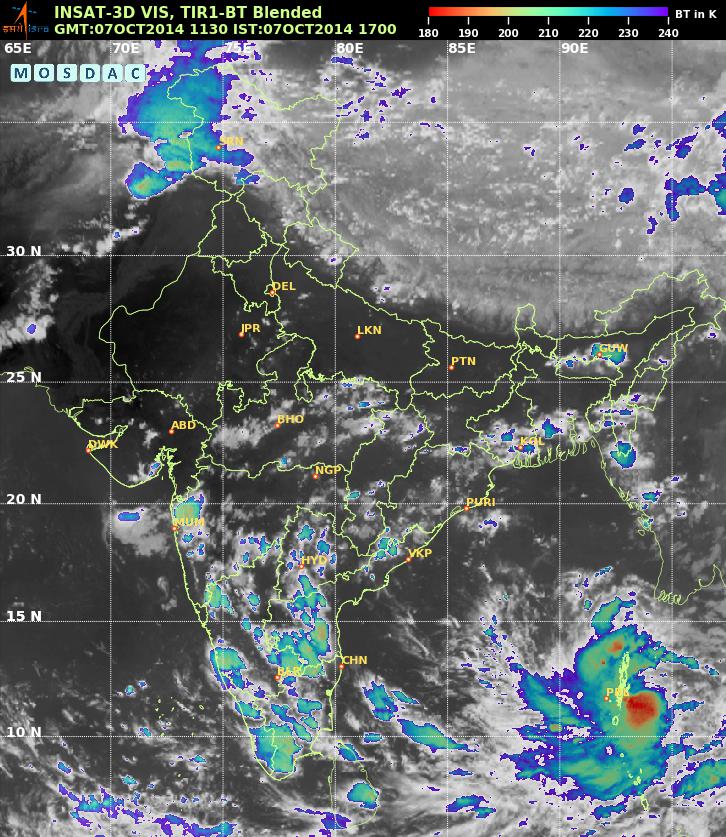 INSAT-3D VIS, TIR1-BT Blended
GMT:07OCT2014 1130 IST:07OCT2014 1700
BT in K
180 190 200 210 220 230 240
65E 70E 75E 80E 85E 90E
MOSDAC
SRN
30 N
DEL
JPR LKN
GUW
PTN
25 N
ABD BHO
DWK KOL
NGP
20 N PURI
MUM
HYD VKP
15 N
CHN
PBL
10 N